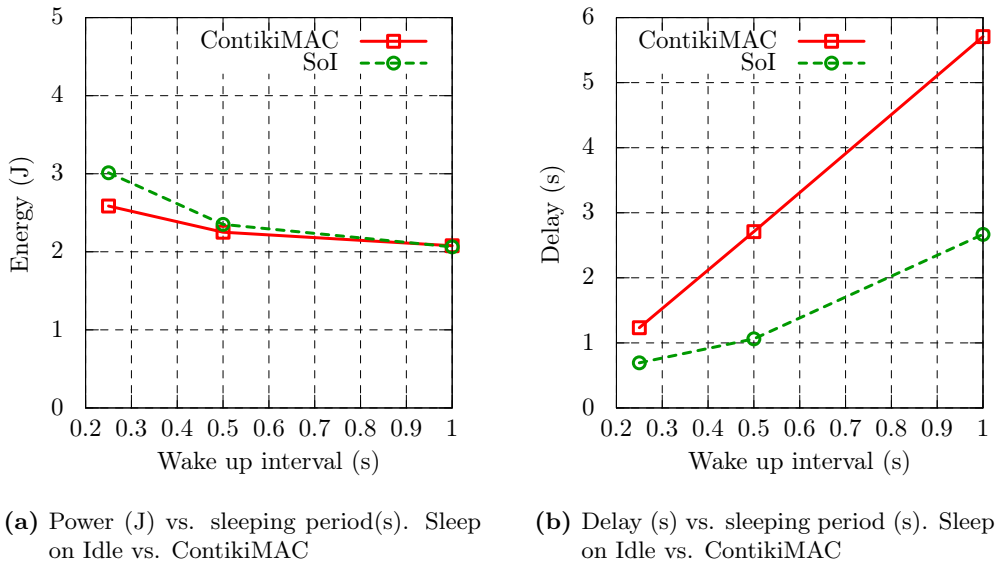 5
4
3
2
1
0
Energy (J)
ContikiMAC
SoI
0.2 0.3 0.4 0.5 0.6 0.7 0.8 0.9 1
Wake up interval (s)
(a) Power (J) vs. sleeping period(s). Sleep
on Idle vs. ContikiMAC
6
5
4
3
2
1
0
Delay (s)
ContikiMAC
SoI
0.2 0.3 0.4 0.5 0.6 0.7 0.8 0.9 1
Wake up interval (s)
(b) Delay (s) vs. sleeping period (s). Sleep
on Idle vs. ContikiMAC